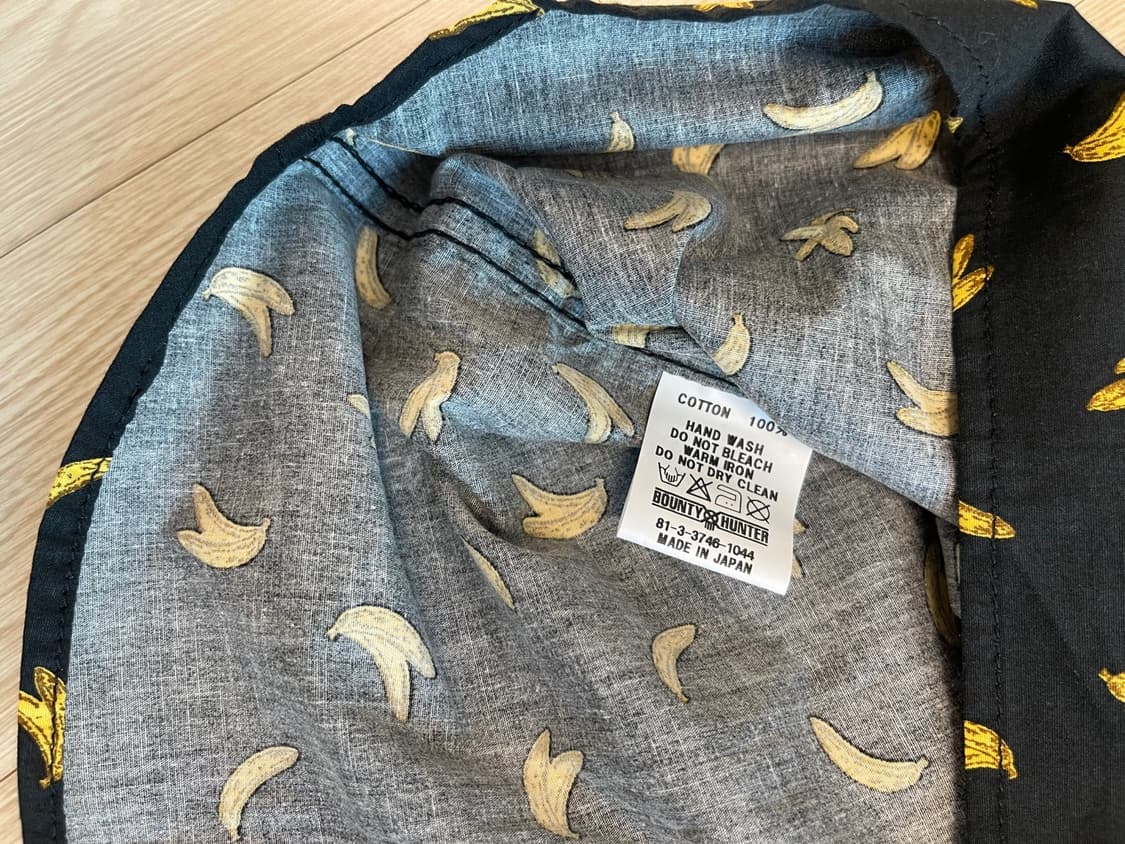 COTTON 100%
HAND WASH
DO NOT BLEACH
WARM IRON
DO NOT DRY CLEAN
BOUNTY HUNTER
81-3-3746-1044
MADE IN JAPAN